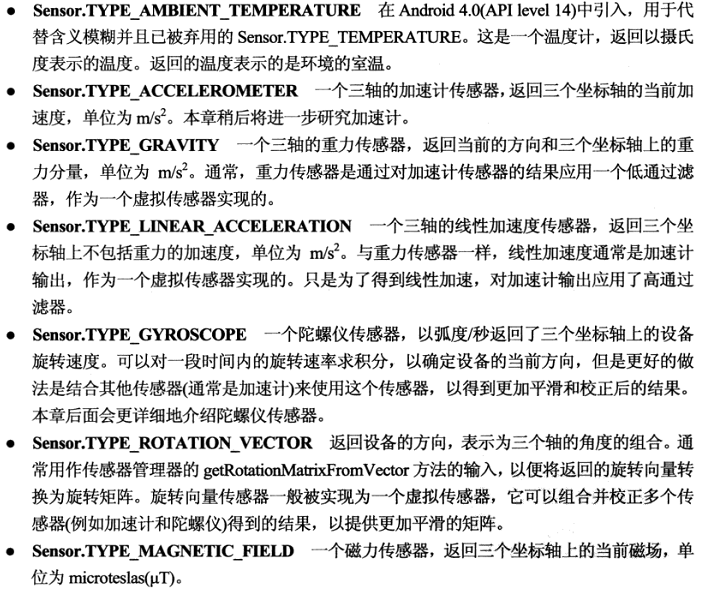 ● Sensor.TYPE_AMBIENT_TEMPERATURE 在 Android 4.0(API level 14)中引入，用于代
替含义模糊并且已被弃用的 Sensor.TYPE_TEMPERATURE。这是一个温度计，返回以摄氏
度表示的温度。返回的温度表示的是环境的室温。
● Sensor.TYPE_ACCELEROMETER 一个三轴的加速计传感器，返回三个坐标轴的当前加
速度，单位为 m/s²。本章稍后将进一步研究加速计。
● Sensor.TYPE_GRAVITY 一个三轴的重力传感器，返回当前的方向和三个坐标轴上的重
力分量，单位为 m/s²。通常，重力传感器是通过对加速计传感器的结果应用一个低通过滤
器，作为一个虚拟传感器实现的。
● Sensor.TYPE_LINEAR_ACCELERATION 一个三轴的线性加速度传感器，返回三个坐
标轴上不包括重力的加速度，单位为 m/s²。与重力传感器一样，线性加速度通常是加速计
输出，作为一个虚拟传感器实现的。只是为了得到线性加速，对加速计输出应用了高通过
滤器。
● Sensor.TYPE_GYROSCOPE 一个陀螺仪传感器，以弧度/秒返回了三个坐标轴上的设备
旋转速度。可以对一段时间内的旋转速率求积分，以确定设备的当前方向，但是更好的做
法是结合其他传感器(通常是加速计)来使用这个传感器，以得到更加平滑和校正后的结果。
本章后面会更详细地介绍陀螺仪传感器。
● Sensor.TYPE_ROTATION_VECTOR 返回设备的方向，表示为三个轴的角度的组合。通
常用作传感器管理器的 getRotationMatrixFromVector 方法的输入，以便将返回的旋转向量转
换为旋转矩阵。旋转向量传感器一般被实现为一个虚拟传感器，它可以组合并校正多个传
感器(例如加速计和陀螺仪)得到的结果，以提供更加平滑的矩阵。
● Sensor.TYPE_MAGNETIC_FIELD 一个磁力传感器，返回三个坐标轴上的当前磁场，单
位为 microteslas(μT)。